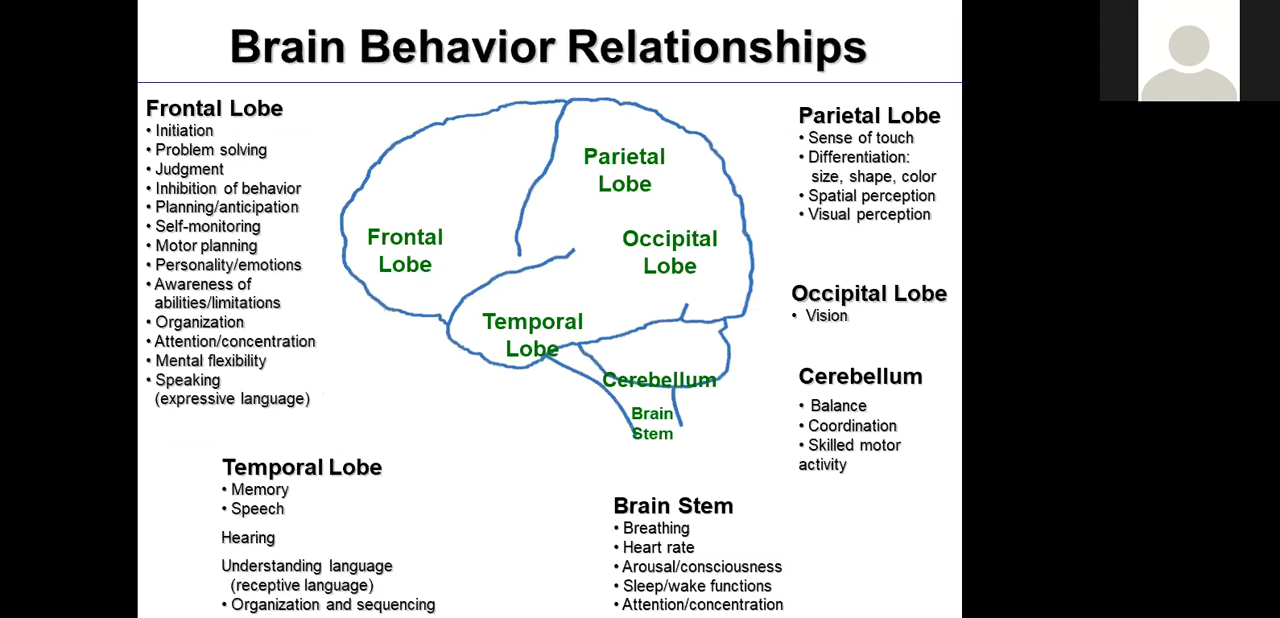 Brain Behavior Relationships
Frontal Lobe
• Initiation
• Problem solving
• Judgment
• Inhibition of behavior
• Planning/anticipation
• Self-monitoring
• Motor planning
• Personality/emotions
• Awareness of
abilities/limitations
• Organization
• Attention/concentration
• Mental flexibility
• Speaking
(expressive language)
Parietal
Lobe
Frontal
Lobe
Occipital
Lobe
Temporal
Lobe
Cerebellum
Brain
Stem
Parietal Lobe
• Sense of touch
• Differentiation:
size, shape, color
• Spatial perception
• Visual perception
Occipital Lobe
• Vision
Cerebellum
• Balance
• Coordination
• Skilled motor
activity
Temporal Lobe
• Memory
• Speech
Hearing
Understanding language
(receptive language)
• Organization and sequencing
Brain Stem
• Breathing
• Heart rate
• Arousal/consciousness
• Sleep/wake functions
• Attention/concentration